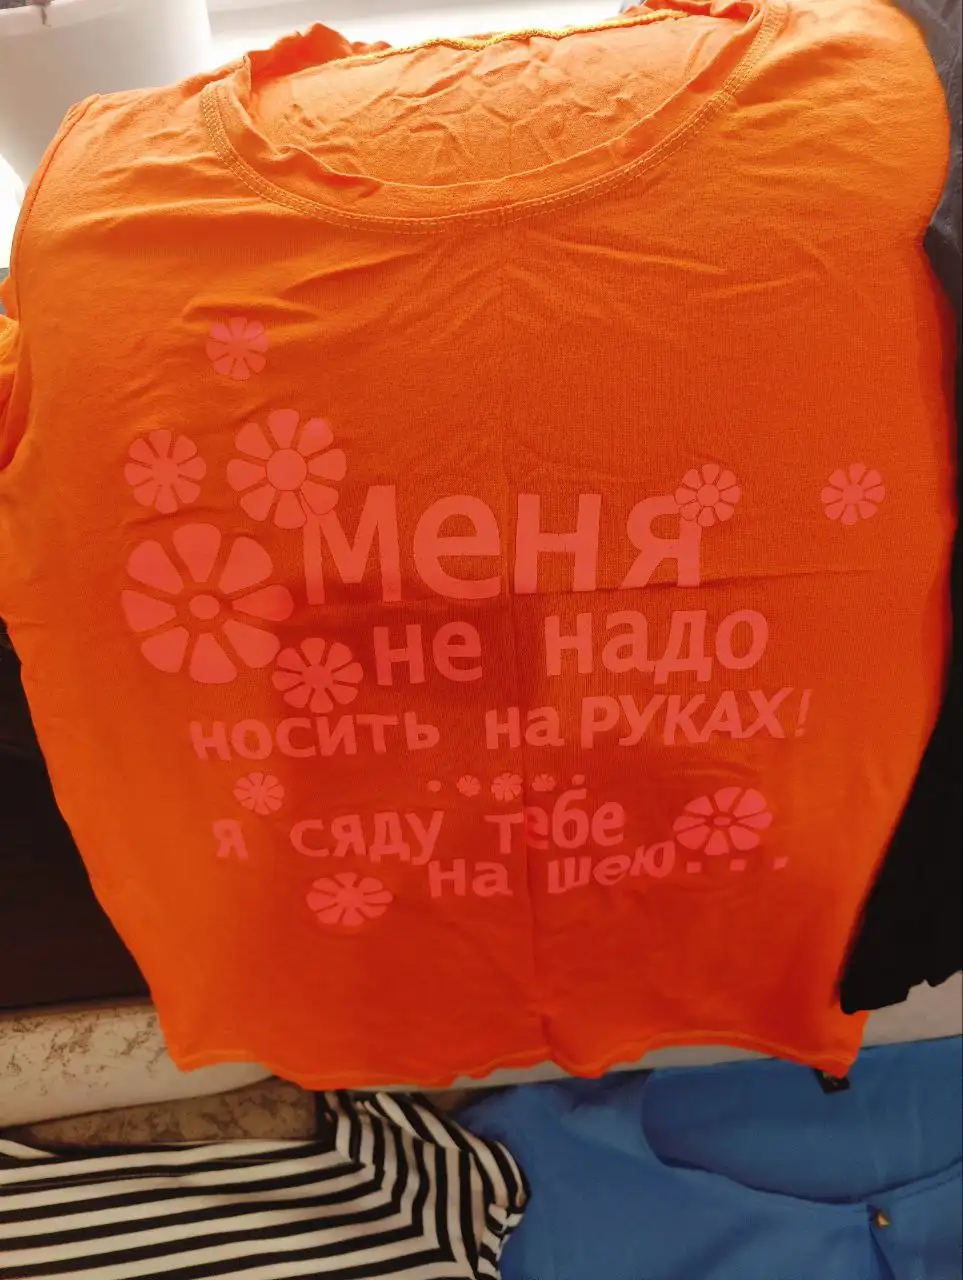 меня
не надо
носить на РУКАХ!
я сяду тебе
на шею...